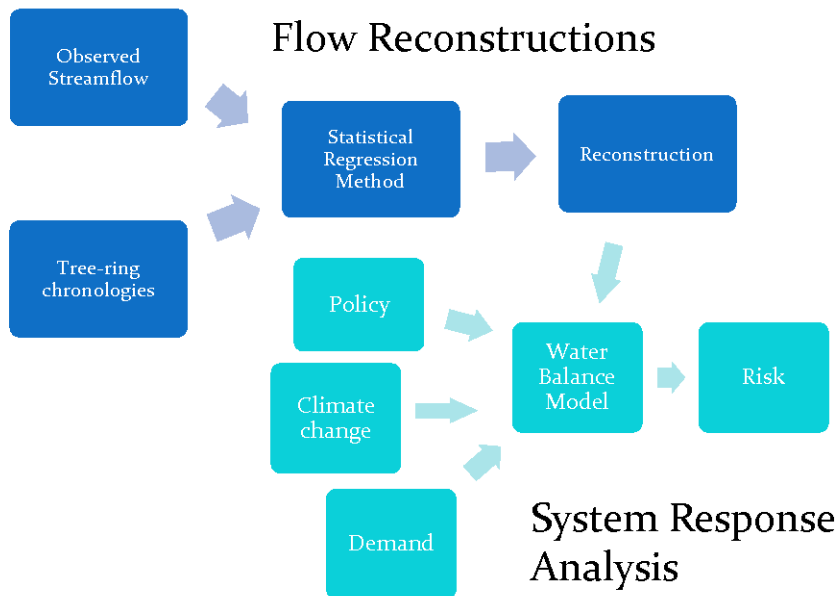 Flow Reconstructions
Observed
Streamflow
Statistical
Regression
Method
Reconstruction
Tree-ring
chronologies
Policy
Water
Balance
Model
Risk
Climate
change
Demand
System Response
Analysis